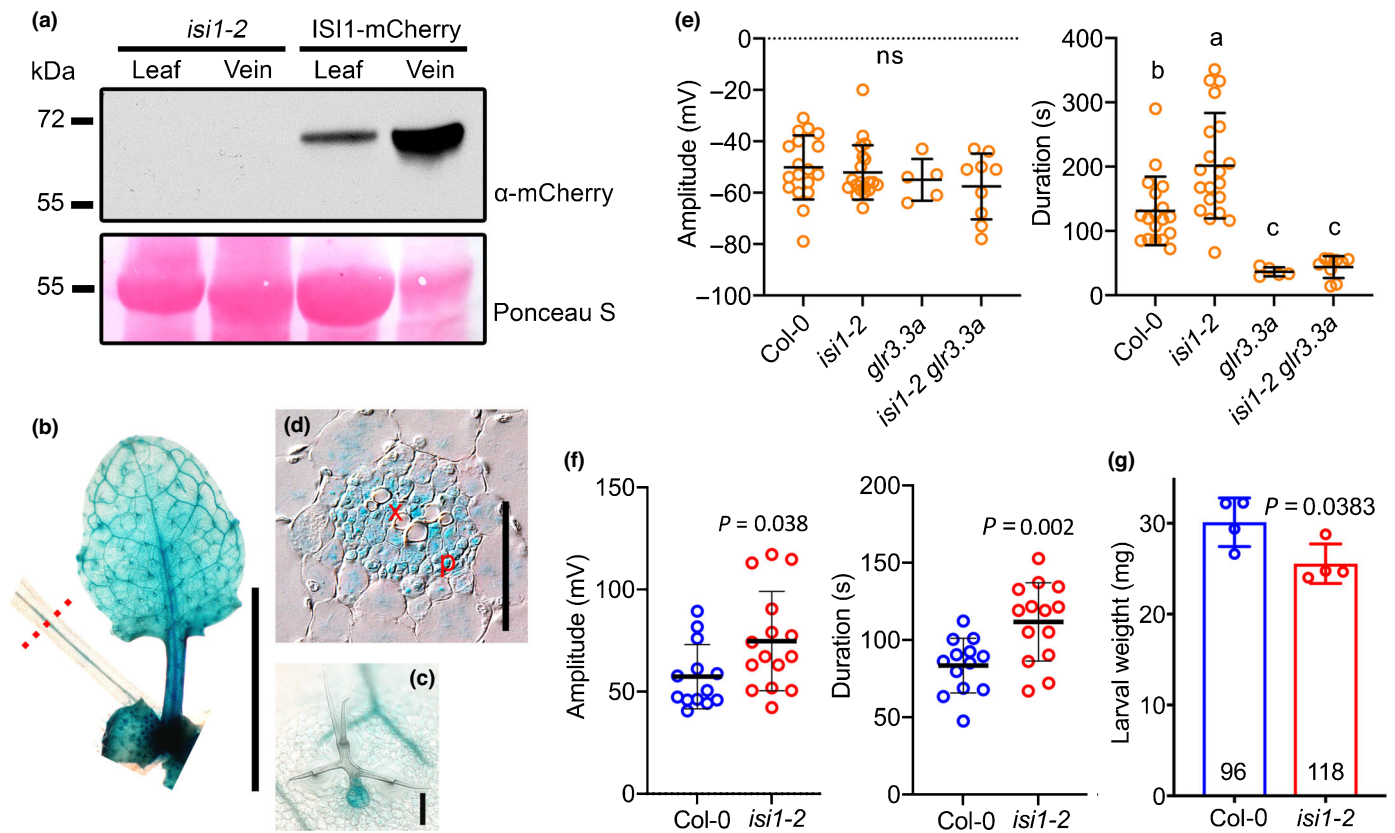 (a)
isi1-2 ISI1-mCherry
kDa Leaf Vein Leaf Vein
72
55
α-mCherry
55
Ponceau S
(b)
(d)
x
p
(c)
(e)
0
–20
–40
–60
–80
–100
Amplitude (mV)
ns
Col-0
isi1-2
glr3.3a
isi1-2 glr3.3a
400
300
200
100
0
Duration (s)
b
a
c
c
Col-0
isi1-2
glr3.3a
isi1-2 glr3.3a
(f)
150
100
50
0
Amplitude (mV)
P = 0.038
Col-0 isi1-2
200
150
100
50
0
Duration (s)
P = 0.002
Col-0 isi1-2
(g)
30
20
10
0
Larval weigtht (mg)
P = 0.0383
96 118
Col-0 isi1-2